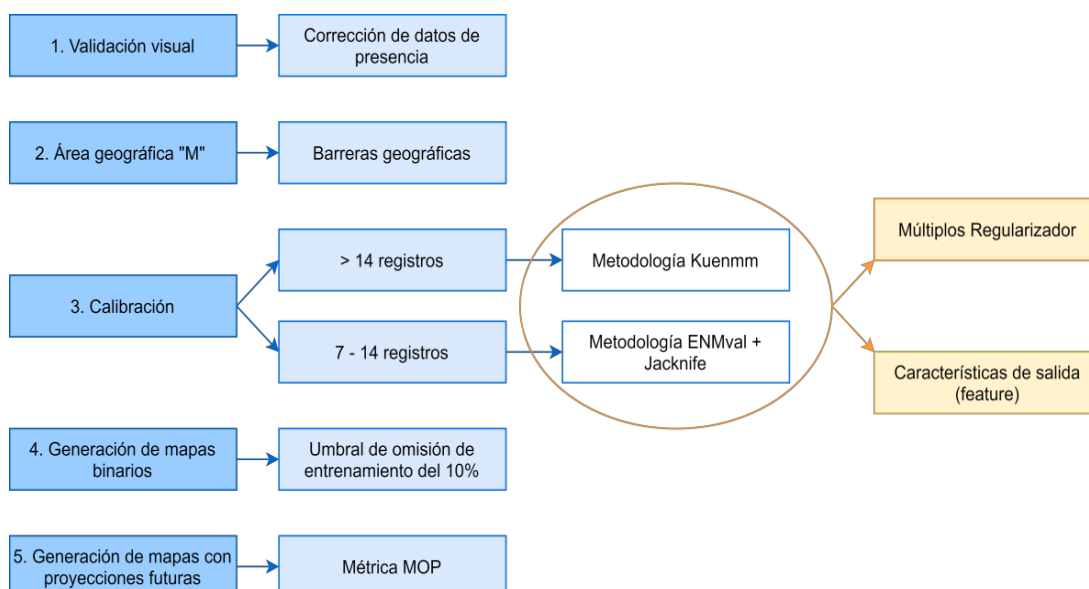 1. Validación visual
Corrección de datos de
presencia
2. Área geográfica "M"
Barreras geográficas
3. Calibración
> 14 registros
Metodología Kuenmm
Múltiplos Regularizador
7 - 14 registros
Metodología ENMval +
Jacknife
Características de salida
(feature)
4. Generación de mapas
binarios
Umbral de omisión de
entrenamiento del 10%
5. Generación de mapas con
proyecciones futuras
Métrica MOP